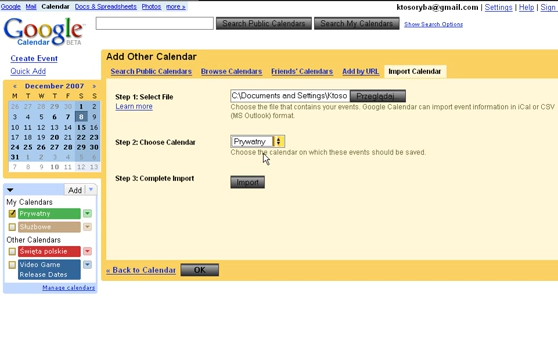 Google Mail Calendar Docs & Spreadsheets Photos more »
ktosoryba@gmail.com | Settings | Help | Sign
Google
Calendar BETA
Search Public Calendars Search My Calendars Show Search Options
Create Event
Quick Add
« December 2007 »
M T W T F S S
26 27 28 29 30 1 2
3 4 5 6 7 8 9
10 11 12 13 14 15 16
17 18 19 20 21 22 23
24 25 26 27 28 29 30
31 1 2 3 4 5 6
7 8 9 10 11 12 13
Add
My Calendars
Prywatny
Służbowe
Other Calendars
Święta polskie
Video Game
Release Dates
Manage calendars
Add Other Calendar
Search Public Calendars Browse Calendars Friends' Calendars Add by URL Import Calendar
Step 1: Select File C:\Documents and Settings\Ktoso Przeglądaj
Learn more
Choose the file that contains your events. Google Calendar can import event information in iCal or CSV
(MS Outlook) format.
Step 2: Choose Calendar Prywatny
Choose the calendar on which these events should be saved.
Step 3: Complete Import Import
« Back to Calendar OK